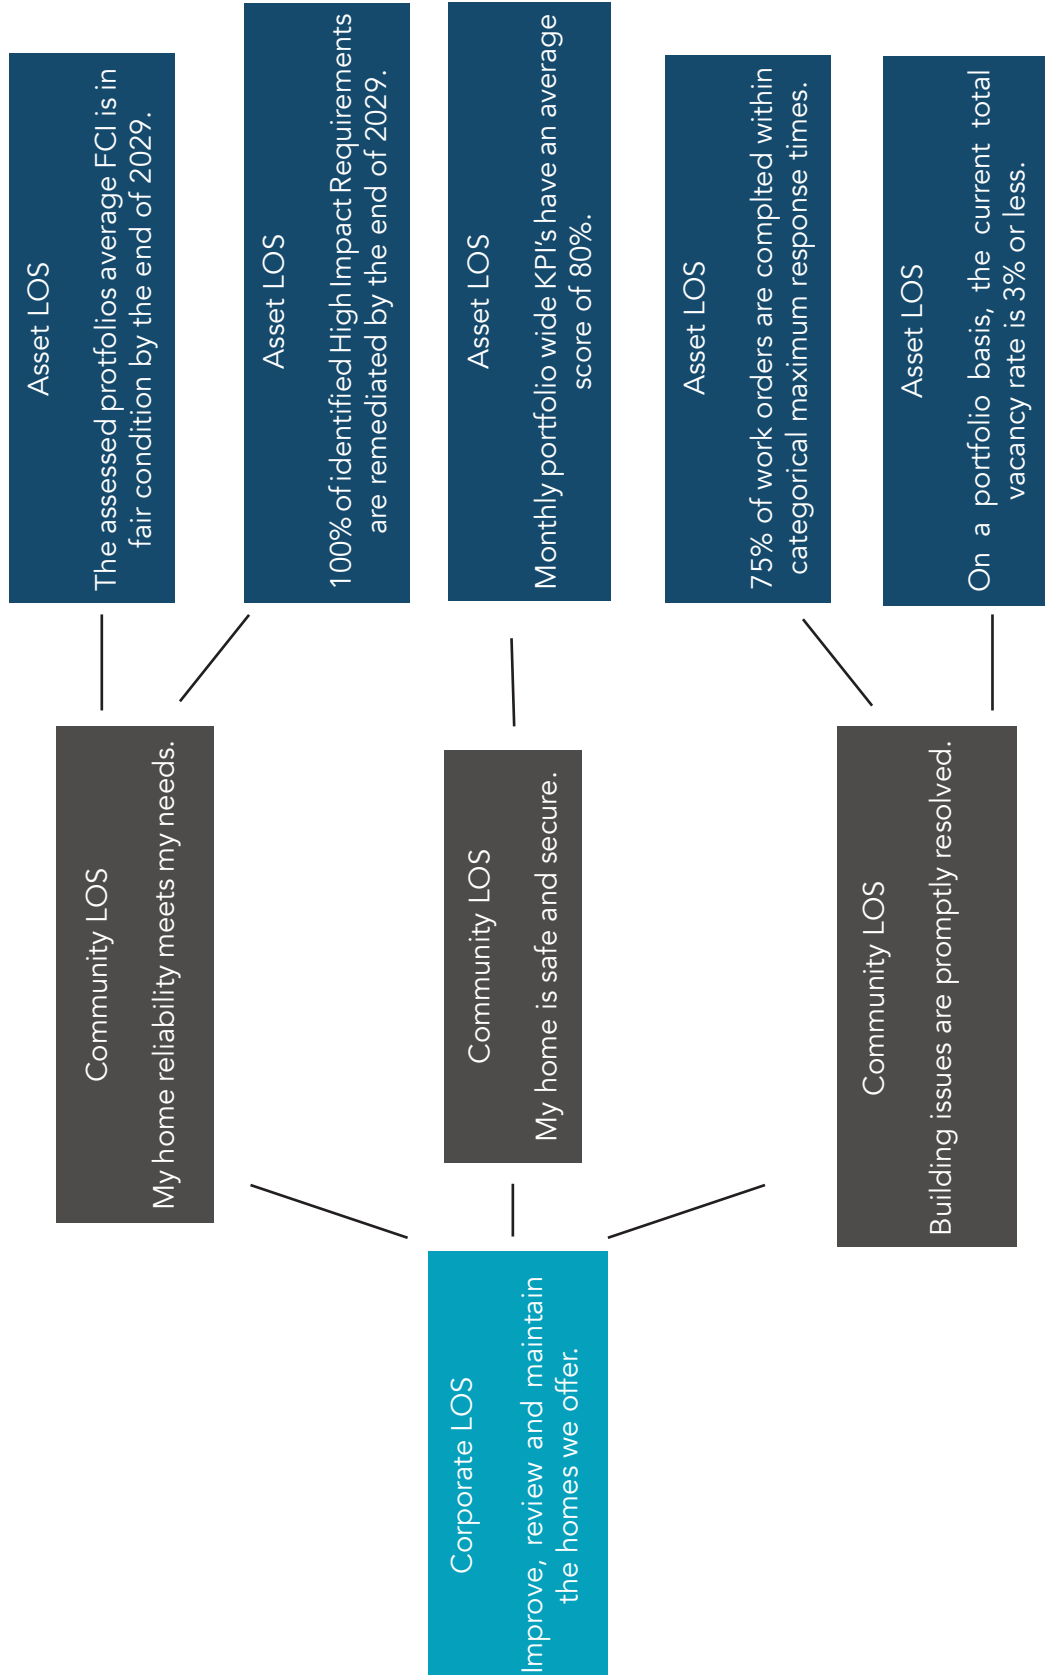 Corporate LOS
Improve, review and maintain
the homes we offer.
Community LOS
My home reliability meets my needs.
Community LOS
My home is safe and secure.
Community LOS
Building issues are promptly resolved.
Asset LOS
The assessed protfolios average FCI is in
fair condition by the end of 2029.
Asset LOS
100% of identified High Impact Requirements
are remediated by the end of 2029.
Asset LOS
Monthly portfolio wide KPI's have an average
score of 80%.
Asset LOS
75% of work orders are complted within
categorical maximum response times.
Asset LOS
On a portfolio basis, the current total
vacancy rate is 3% or less.